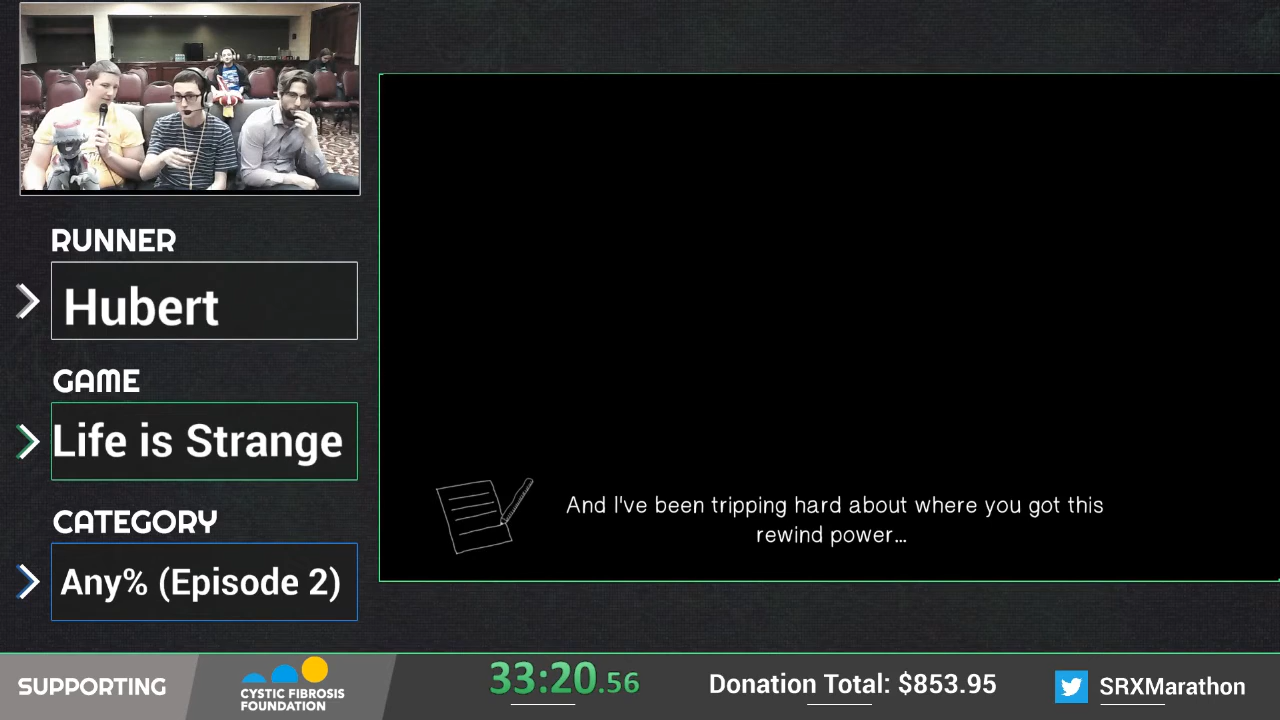 RUNNER
Hubert
GAME
Life is Strange
CATEGORY
Any% (Episode 2)
And I've been tripping hard about where you got this
rewind power...
SUPPORTING
CYSTIC FIBROSIS
FOUNDATION
33:20.56
Donation Total: $853.95
SRXMarathon